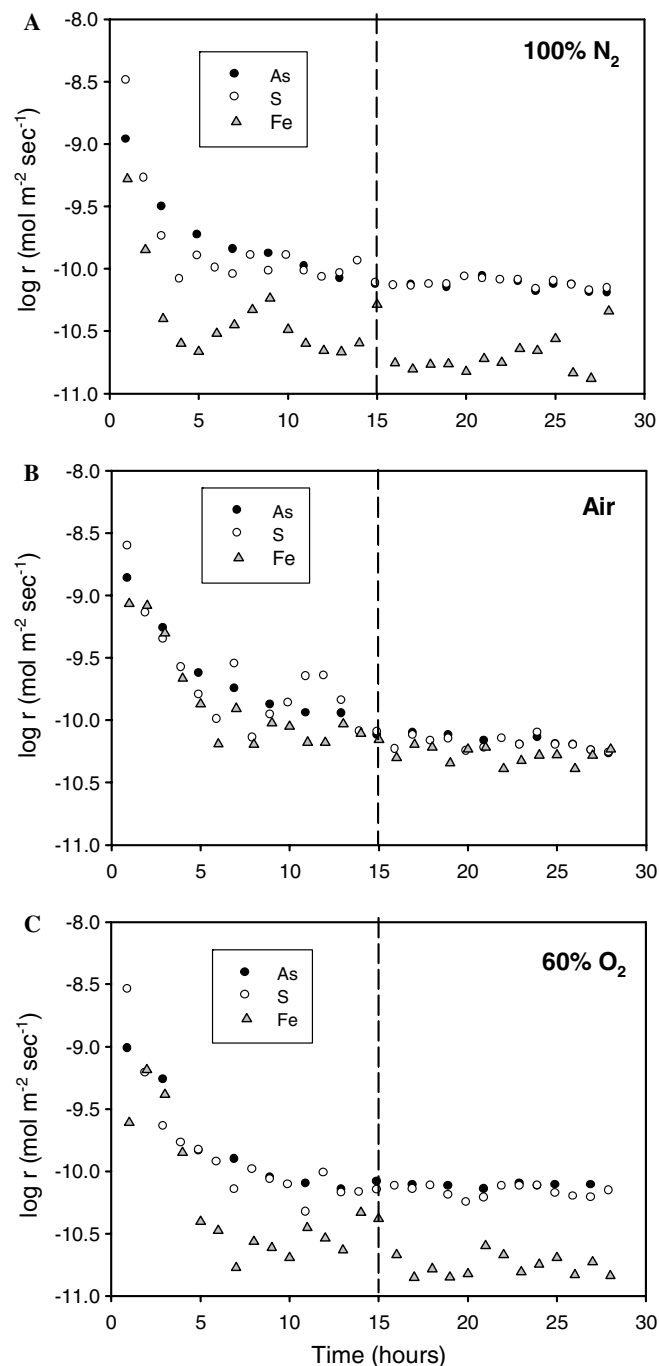 A
100% N₂
As
S
Fe
-8.0
-8.5
-9.0
-9.5
-10.0
-10.5
-11.0
log r (mol m⁻² sec⁻¹)
0 5 10 15 20 25 30
B
Air
As
S
Fe
-8.0
-8.5
-9.0
-9.5
-10.0
-10.5
-11.0
log r (mol m⁻² sec⁻¹)
0 5 10 15 20 25 30
C
60% O₂
As
S
Fe
-8.0
-8.5
-9.0
-9.5
-10.0
-10.5
-11.0
log r (mol m⁻² sec⁻¹)
0 5 10 15 20 25 30
Time (hours)